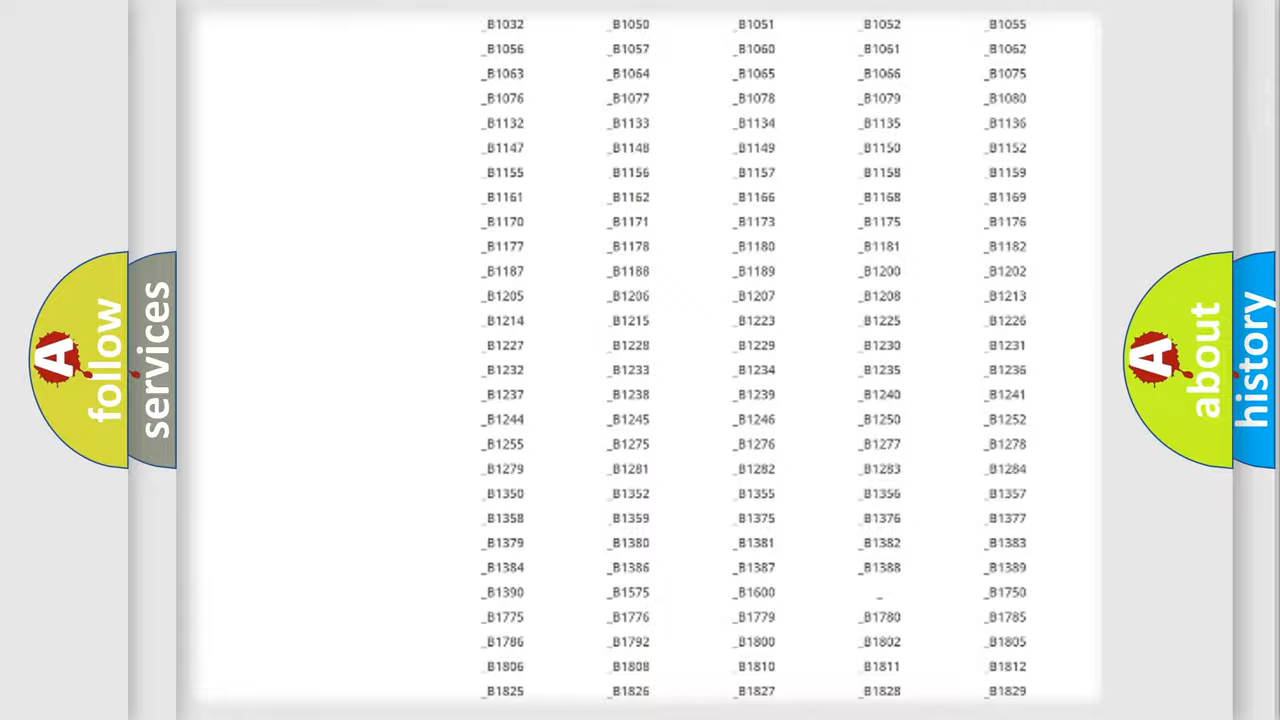 _B1032 _B1050 _B1051 _B1052 _B1055
_B1056 _B1057 _B1060 _B1061 _B1062
_B1063 _B1064 _B1065 _B1066 _B1075
_B1076 _B1077 _B1078 _B1079 _B1080
_B1132 _B1133 _B1134 _B1135 _B1136
_B1147 _B1148 _B1149 _B1150 _B1152
_B1155 _B1156 _B1157 _B1158 _B1159
_B1161 _B1162 _B1166 _B1168 _B1169
_B1170 _B1171 _B1173 _B1175 _B1176
_B1177 _B1178 _B1180 _B1181 _B1182
_B1187 _B1188 _B1189 _B1200 _B1202
_B1205 _B1206 _B1207 _B1208 _B1213
_B1214 _B1215 _B1223 _B1225 _B1226
_B1227 _B1228 _B1229 _B1230 _B1231
_B1232 _B1233 _B1234 _B1235 _B1236
_B1237 _B1238 _B1239 _B1240 _B1241
_B1244 _B1245 _B1246 _B1250 _B1252
_B1255 _B1275 _B1276 _B1277 _B1278
_B1279 _B1281 _B1282 _B1283 _B1284
_B1350 _B1352 _B1355 _B1356 _B1357
_B1358 _B1359 _B1375 _B1376 _B1377
_B1379 _B1380 _B1381 _B1382 _B1383
_B1384 _B1386 _B1387 _B1388 _B1389
_B1390 _B1575 _B1600 _ _B1750
_B1775 _B1776 _B1779 _B1780 _B1785
_B1786 _B1792 _B1800 _B1802 _B1805
_B1806 _B1808 _B1810 _B1811 _B1812
_B1825 _B1826 _B1827 _B1828 _B1829
A
follow
services
A
about
history